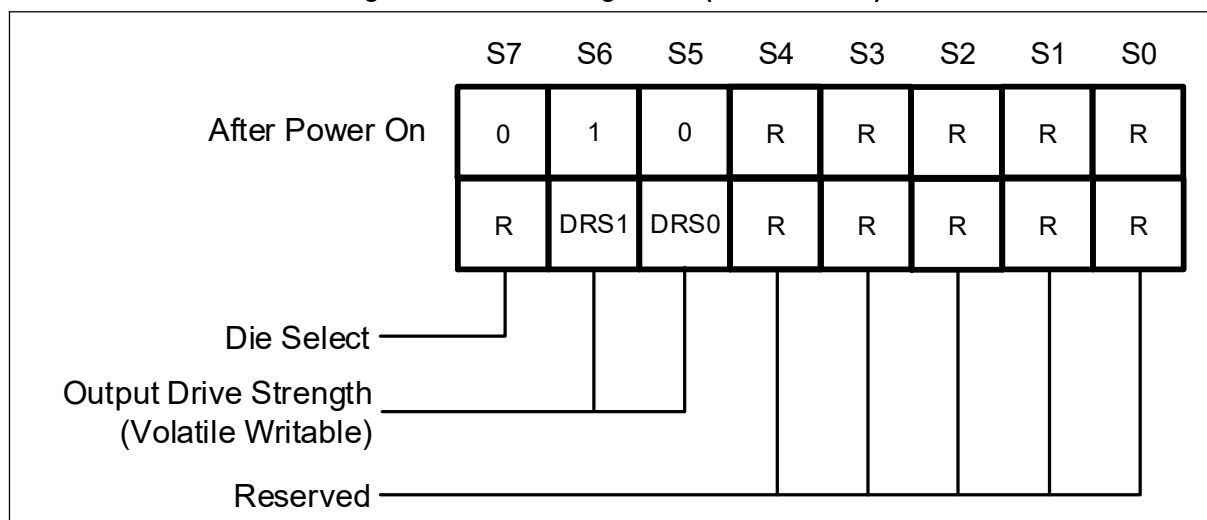 S7 S6 S5 S4 S3 S2 S1 S0
After Power On 0 1 0 R R R R R
R DRS1 DRS0 R R R R R
Die Select
Output Drive Strength
(Volatile Writable)
Reserved